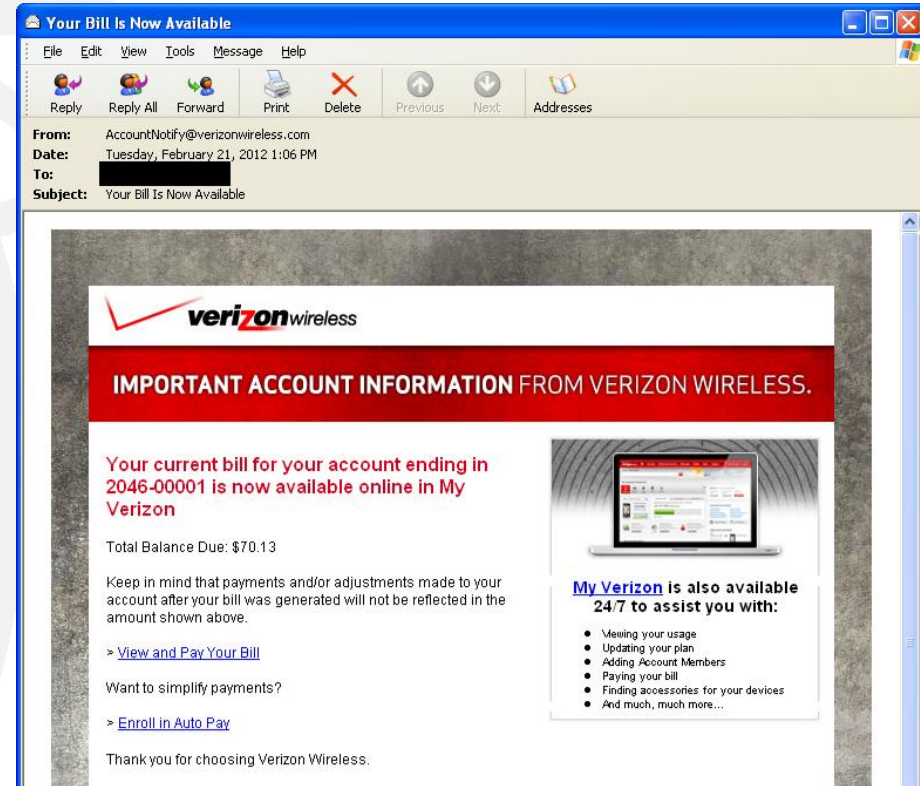 Your Bill Is Now Available
File Edit View Tools Message Help
Reply Reply All Forward Print Delete Previous Next Addresses
From: AccountNotify@verizonwireless.com
Date: Tuesday, February 21, 2012 1:06 PM
To:
Subject: Your Bill Is Now Available
verizonwireless
IMPORTANT ACCOUNT INFORMATION FROM VERIZON WIRELESS.
Your current bill for your account ending in
2046-00001 is now available online in My
Verizon
Total Balance Due: $70.13
Keep in mind that payments and/or adjustments made to your
account after your bill was generated will not be reflected in the
amount shown above.
> View and Pay Your Bill
Want to simplify payments?
> Enroll in Auto Pay
Thank you for choosing Verizon Wireless.
My Verizon is also available
24/7 to assist you with:
● Viewing your usage
● Updating your plan
● Adding Account Members
● Paying your bill
● Finding accessories for your devices
● And much, much more...